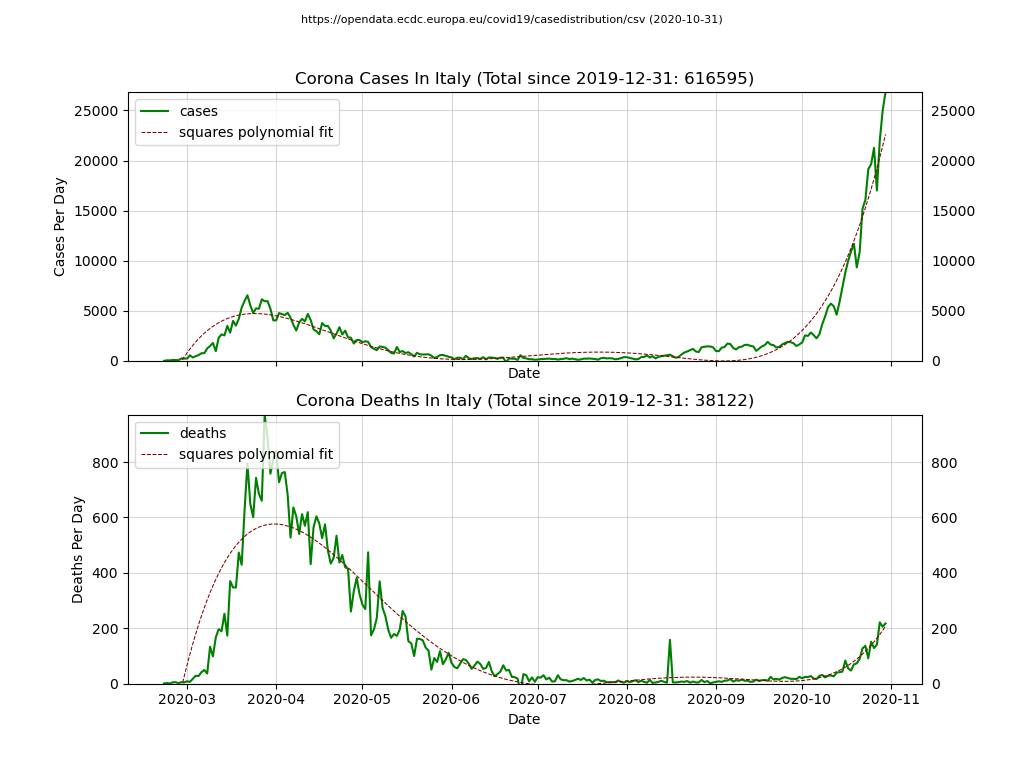 https://opendata.ecdc.europa.eu/covid19/casedistribution/csv (2020-10-31)
Corona Cases In Italy (Total since 2019-12-31: 616595)
cases
squares polynomial fit
Cases Per Day
25000
20000
15000
10000
5000
0
25000
20000
15000
10000
5000
0
Date
Corona Deaths In Italy (Total since 2019-12-31: 38122)
deaths
squares polynomial fit
Deaths Per Day
800
600
400
200
0
800
600
400
200
0
2020-03 2020-04 2020-05 2020-06 2020-07 2020-08 2020-09 2020-10 2020-11
Date